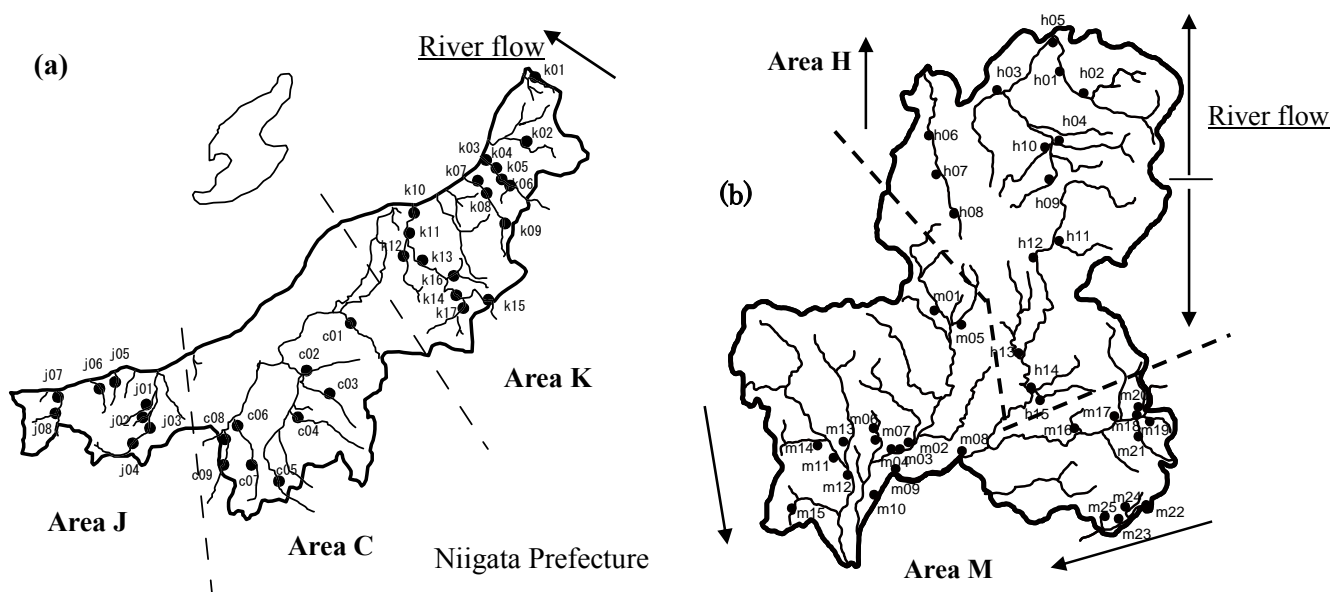 (a)
River flow
k01
k02
k03
k04
k07
k05
k06
k08
k10
k09
k11
h12
k13
k16
k14
k15
k17
c01
c02
j05
j06
Area K
j07
j01
c03
j02
j03
c06
j08
c08
c04
j04
c09
c07
c05
Area J
Area C
Niigata Prefecture
h05
Area H
h03
h01
h02
River flow
h04
h06
h10
h07
(b)
h09
h08
h11
h12
m01
m05
h13
h14
m20
m06
h15
m17
m13
m07
m16
m18
m19
m14
m02
m08
m11
m03
m21
m04
m12
m09
m24
m15
m10
m25
m22
m23
Area M